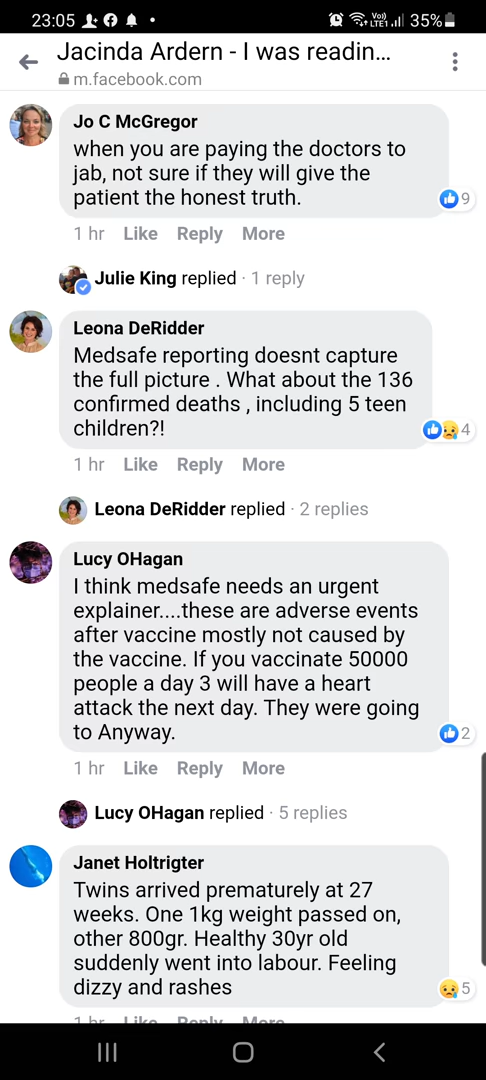 23:05
Vo)) LTE1 35%
Jacinda Ardern - I was readin...
m.facebook.com
Jo C McGregor
when you are paying the doctors to
jab, not sure if they will give the
patient the honest truth.
9
1 hr Like Reply More
Julie King replied · 1 reply
Leona DeRidder
Medsafe reporting doesnt capture
the full picture . What about the 136
confirmed deaths , including 5 teen
children?!
4
1 hr Like Reply More
Leona DeRidder replied · 2 replies
Lucy OHagan
I think medsafe needs an urgent
explainer....these are adverse events
after vaccine mostly not caused by
the vaccine. If you vaccinate 50000
people a day 3 will have a heart
attack the next day. They were going
to Anyway.
2
1 hr Like Reply More
Lucy OHagan replied · 5 replies
Janet Holtrigter
Twins arrived prematurely at 27
weeks. One 1kg weight passed on,
other 800gr. Healthy 30yr old
suddenly went into labour. Feeling
dizzy and rashes
5
1 hr Like Reply More